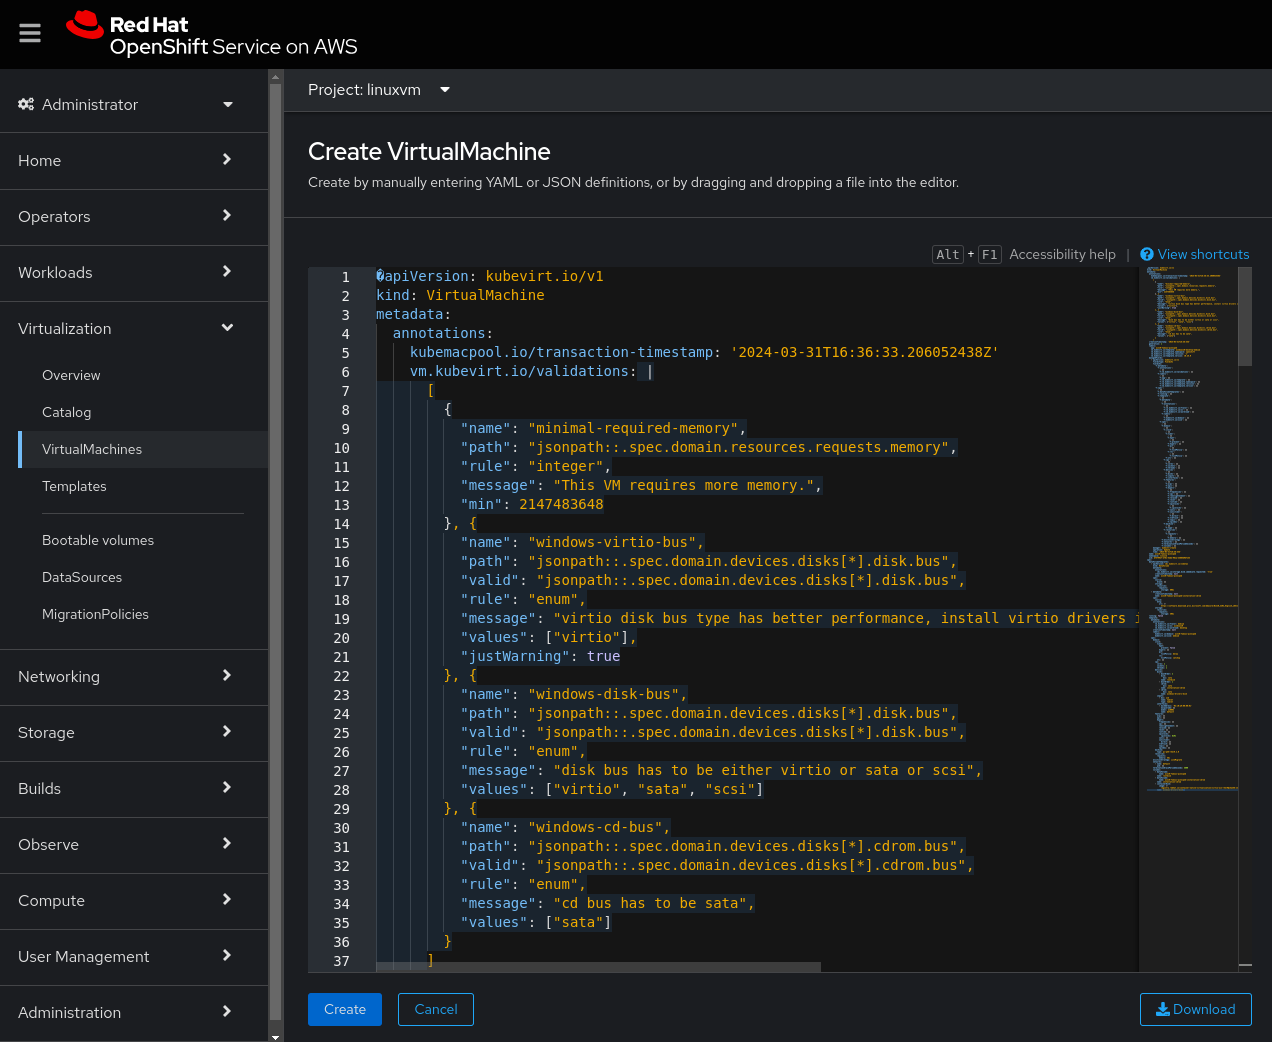 Red Hat
OpenShift Service on AWS
Administrator
Home
Operators
Workloads
Virtualization
Overview
Catalog
VirtualMachines
Templates
Bootable volumes
DataSources
MigrationPolicies
Networking
Storage
Builds
Observe
Compute
User Management
Administration
Project: linuxvm
Create VirtualMachine
Create by manually entering YAML or JSON definitions, or by dragging and dropping a file into the editor.
Alt + F1 Accessibility help | View shortcuts
1 �apiVersion: kubevirt.io/v1
2 kind: VirtualMachine
3 metadata:
4 annotations:
5 kubemacpool.io/transaction-timestamp: '2024-03-31T16:36:33.206052438Z'
6 vm.kubevirt.io/validations: |
7 [
8 {
9 "name": "minimal-required-memory",
10 "path": "jsonpath::.spec.domain.resources.requests.memory",
11 "rule": "integer",
12 "message": "This VM requires more memory.",
13 "min": 2147483648
14 }, {
15 "name": "windows-virtio-bus",
16 "path": "jsonpath::.spec.domain.devices.disks[*].disk.bus",
17 "valid": "jsonpath::.spec.domain.devices.disks[*].disk.bus",
18 "rule": "enum",
19 "message": "virtio disk bus type has better performance, install virtio drivers
20 "values": ["virtio"],
21 "justWarning": true
22 }, {
23 "name": "windows-disk-bus",
24 "path": "jsonpath::.spec.domain.devices.disks[*].disk.bus",
25 "valid": "jsonpath::.spec.domain.devices.disks[*].disk.bus",
26 "rule": "enum",
27 "message": "disk bus has to be either virtio or sata or scsi",
28 "values": ["virtio", "sata", "scsi"]
29 }, {
30 "name": "windows-cd-bus",
31 "path": "jsonpath::.spec.domain.devices.disks[*].cdrom.bus",
32 "valid": "jsonpath::.spec.domain.devices.disks[*].cdrom.bus",
33 "rule": "enum",
34 "message": "cd bus has to be sata",
35 "values": ["sata"]
36 }
37 ]
Create
Cancel
Download